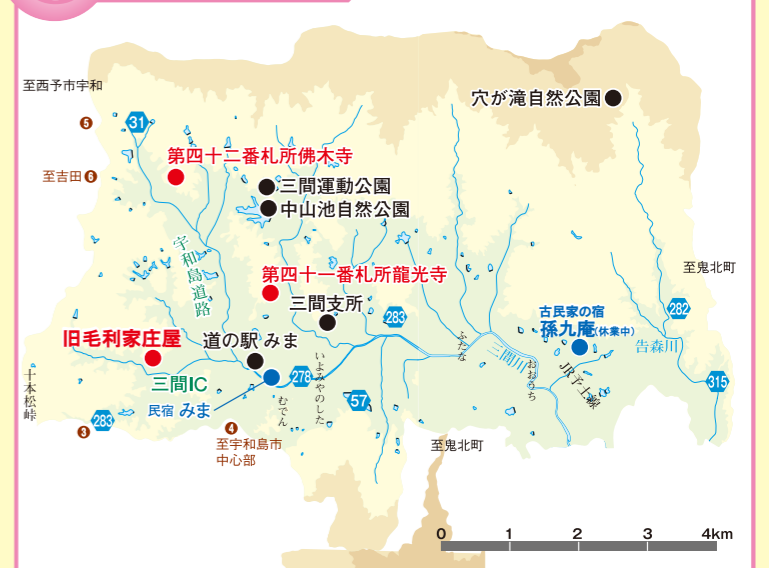 至西予市宇和
穴が滝自然公園
5
31
第四十二番札所佛木寺
至吉田 6
三間運動公園
中山池自然公園
宇和島道路
第四十一番札所龍光寺
至鬼北町
三間支所
283
古民家の宿
孫九庵(休業中)
282
旧毛利家庄屋
道の駅 みま
ふたな
三間川
告森川
いよみやのした
おおうち
JR予土線
十本松峠
三間IC
278
315
民宿 みま
むでん
57
283
3
4
至宇和島市
中心部
至鬼北町
0 1 2 3 4km